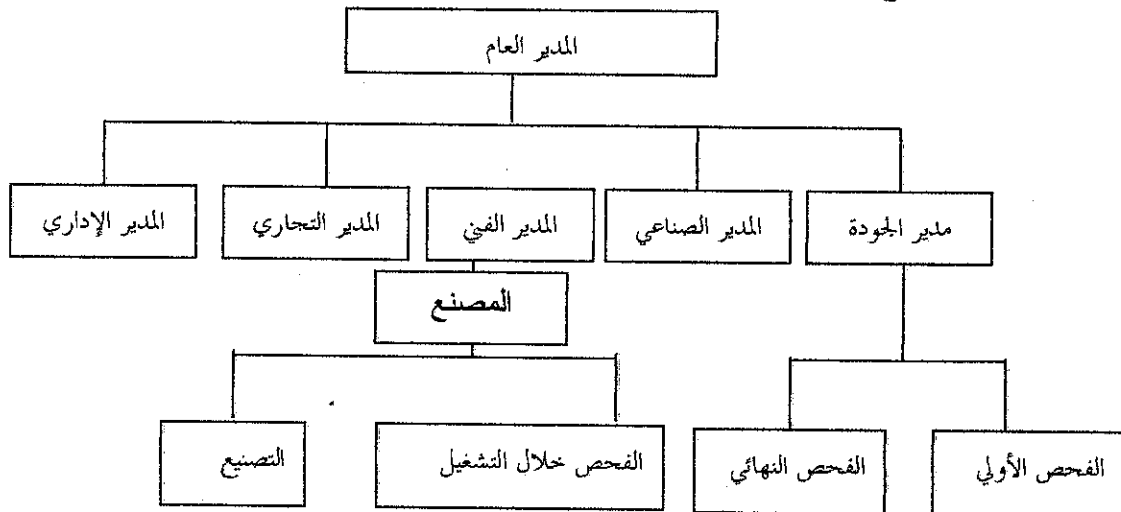 المدير العام
مدير الجودة
المدير الصناعي
المدير الفني
المدير التجاري
المدير الإداري
المصنع
الفحص الأولي
الفحص النهائي
الفحص خلال التشغيل
التصنيع